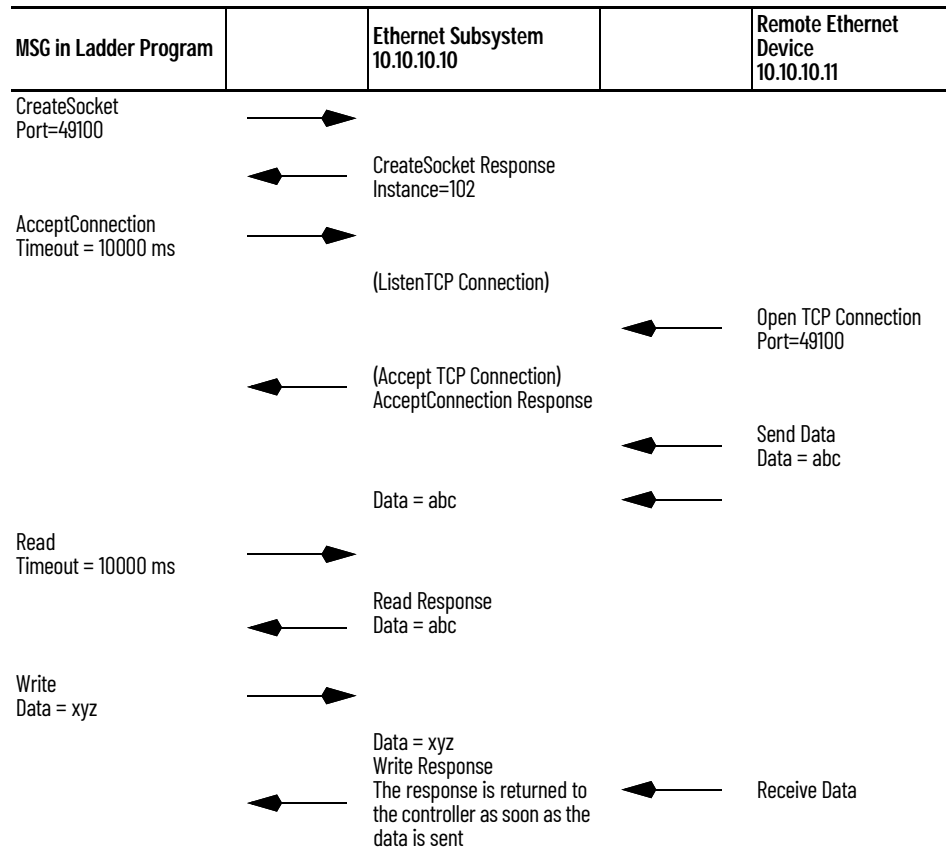 MSG in Ladder Program
Ethernet Subsystem
10.10.10.10
Remote Ethernet
Device
10.10.10.11
CreateSocket
Port=49100
CreateSocket Response
Instance=102
AcceptConnection
Timeout = 10000 ms
(ListenTCP Connection)
Open TCP Connection
Port=49100
(Accept TCP Connection)
AcceptConnection Response
Send Data
Data = abc
Data = abc
Read
Timeout = 10000 ms
Read Response
Data = abc
Write
Data = xyz
Data = xyz
Write Response
The response is returned to
the controller as soon as the
data is sent
Receive Data